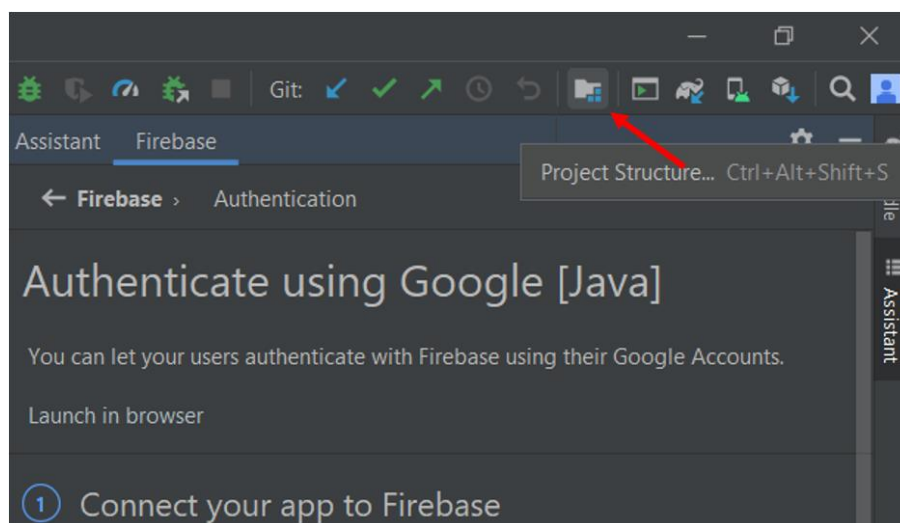 Git:
Assistant Firebase
Project Structure... Ctrl+Alt+Shift+S
← Firebase › Authentication
Authenticate using Google [Java]
Assistant
You can let your users authenticate with Firebase using their Google Accounts.
Launch in browser
1 Connect your app to Firebase